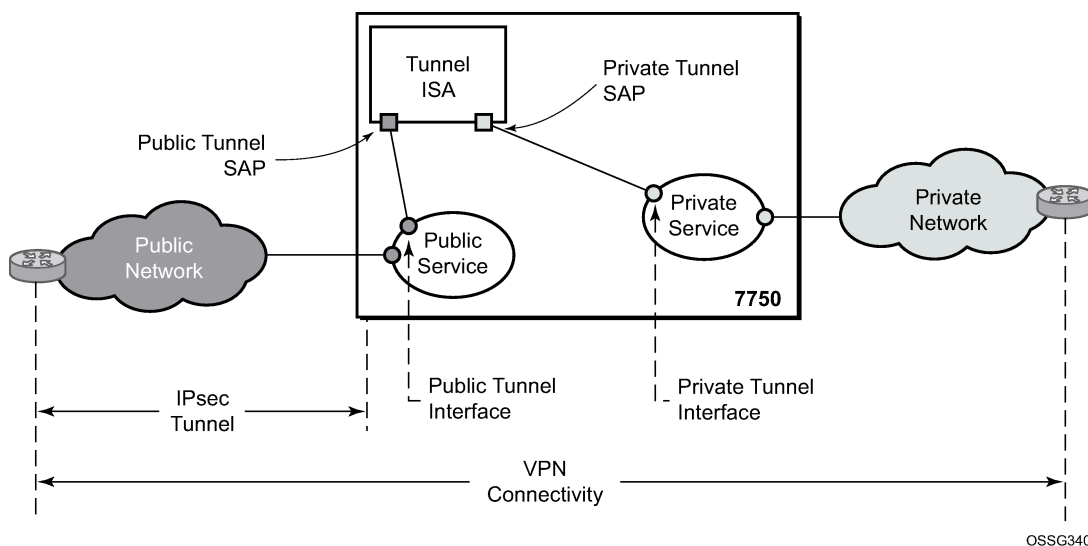 Tunnel
ISA
Private Tunnel
SAP
Public Tunnel
SAP
Public
Network
Public
Service
Private
Service
Private
Network
7750
IPsec
Tunnel
Public Tunnel
Interface
Private Tunnel
Interface
VPN
Connectivity
OSSG340